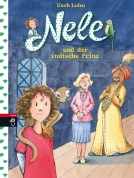 Usch Luhn
Nele
und der
indische Prinz
cbj